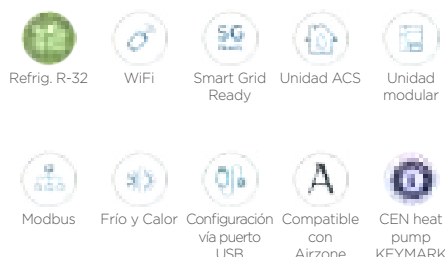 SG
Refrig. R-32
WiFi
Smart Grid
Ready
Unidad ACS
Unidad
modular
A
Modbus
Frío y Calor
Configuración
vía puerto
USB
Compatible
con
Airzone
CEN heat
pump
KEYMARK